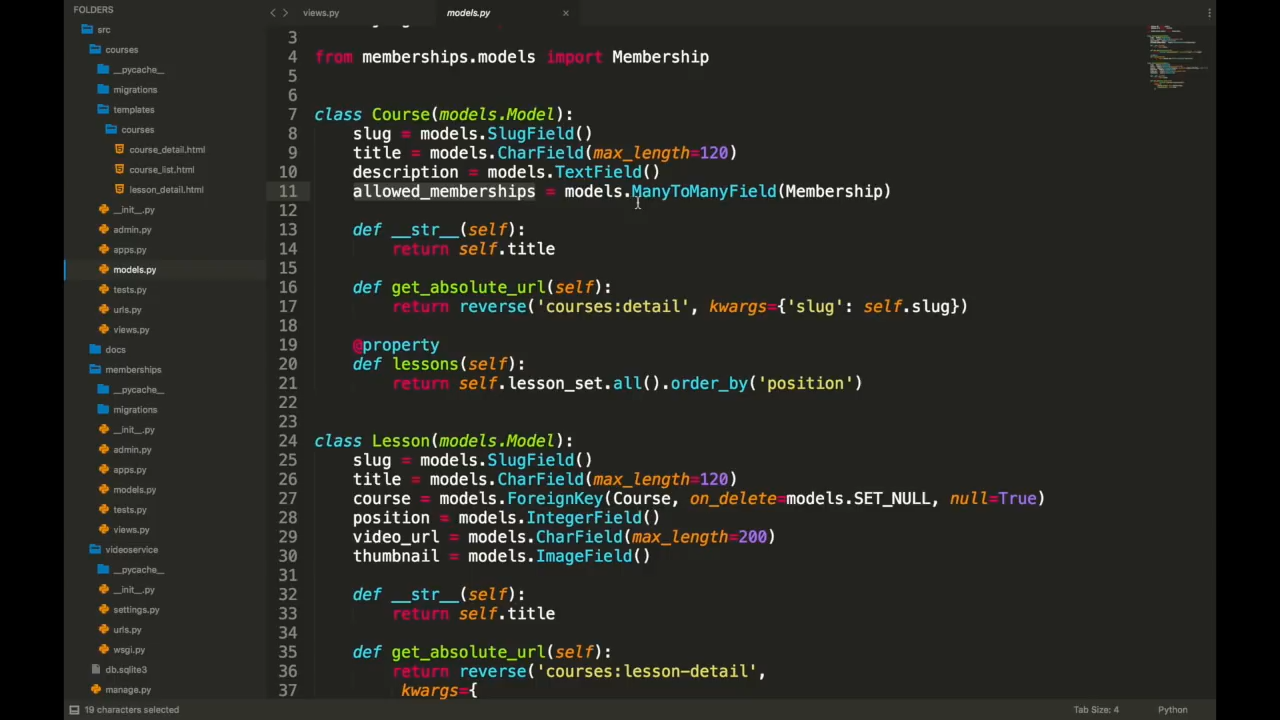 FOLDERS
src
courses
__pycache__
migrations
templates
courses
course_detail.html
course_list.html
lesson_detail.html
__init__.py
admin.py
apps.py
models.py
tests.py
urls.py
views.py
docs
memberships
__pycache__
migrations
__init__.py
admin.py
apps.py
models.py
tests.py
views.py
videoservice
__pycache__
__init__.py
settings.py
urls.py
wsgi.py
db.sqlite3
manage.py
views.py
models.py
3
4 from memberships.models import Membership
5
6
7 class Course(models.Model):
8     slug = models.SlugField()
9     title = models.CharField(max_length=120)
10     description = models.TextField()
11     allowed_memberships = models.ManyToManyField(Membership)
12
13     def __str__(self):
14         return self.title
15
16     def get_absolute_url(self):
17         return reverse('courses:detail', kwargs={'slug': self.slug})
18
19     @property
20     def lessons(self):
21         return self.lesson_set.all().order_by('position')
22
23
24 class Lesson(models.Model):
25     slug = models.SlugField()
26     title = models.CharField(max_length=120)
27     course = models.ForeignKey(Course, on_delete=models.SET_NULL, null=True)
28     position = models.IntegerField()
29     video_url = models.CharField(max_length=200)
30     thumbnail = models.ImageField()
31
32     def __str__(self):
33         return self.title
34
35     def get_absolute_url(self):
36         return reverse('courses:lesson-detail',
37          kwargs={
19 characters selected
Tab Size: 4
Python